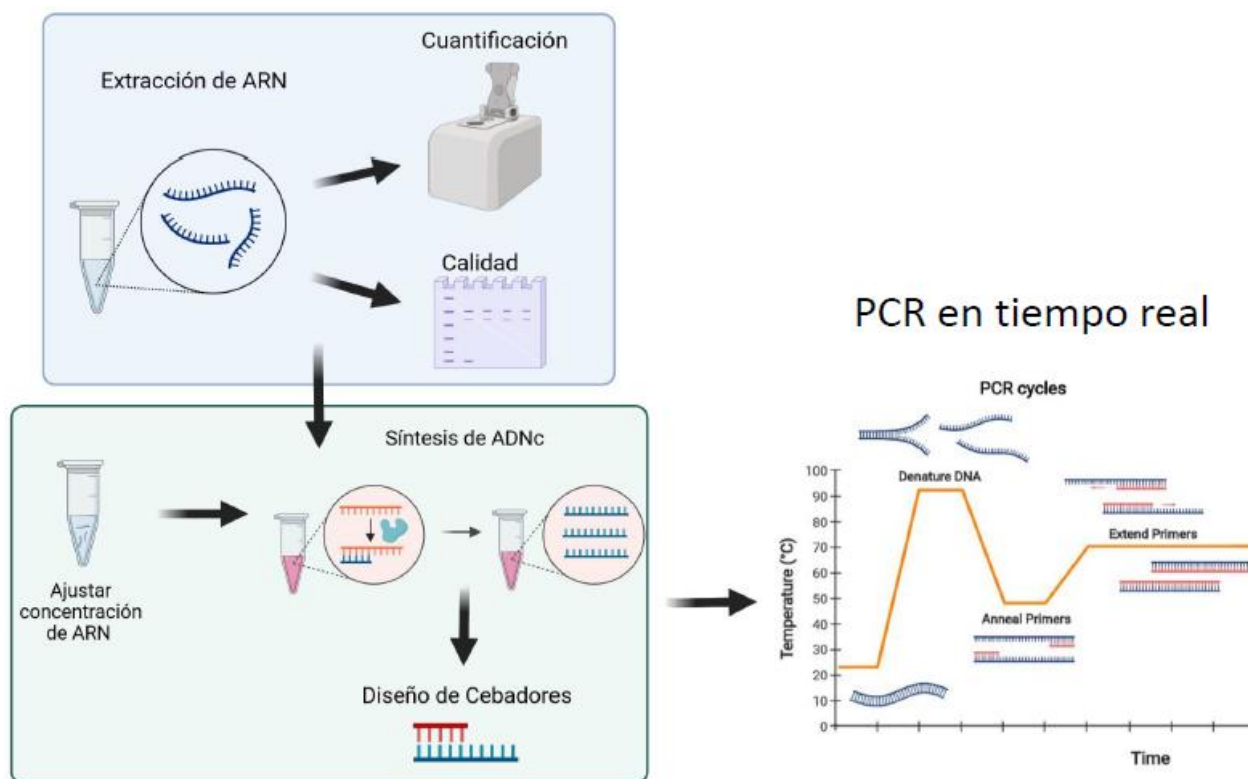 Extracción de ARN
Cuantificación
Calidad
Síntesis de ADNc
Ajustar
concentración
de ARN
Diseño de Cebadores
PCR en tiempo real
PCR cycles
Temperature (°C)
100
90
80
70
60
50
40
30
20
10
0
Denature DNA
Anneal Primers
Extend Primers
Time